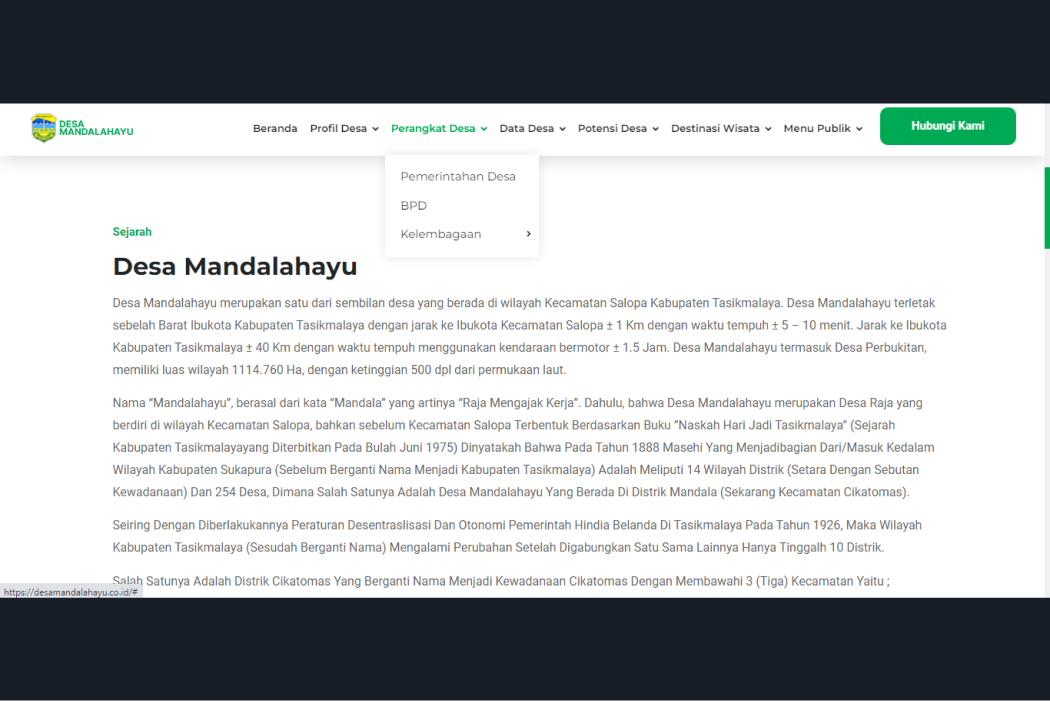 DESA
MANDALAHAYU
Beranda Profil Desa Perangkat Desa Data Desa Potensi Desa Destinasi Wisata Menu Publik Hubungi Kami
Pemerintahan Desa
BPD
Kelembagaan
Sejarah
Desa Mandalahayu
Desa Mandalahayu merupakan satu dari sembilan desa yang berada di wilayah Kecamatan Salopa Kabupaten Tasikmalaya. Desa Mandalahayu terletak
sebelah Barat Ibukota Kabupaten Tasikmalaya dengan jarak ke Ibukota Kecamatan Salopa ± 1 Km dengan waktu tempuh ± 5 – 10 menit. Jarak ke Ibukota
Kabupaten Tasikmalaya ± 40 Km dengan waktu tempuh menggunakan kendaraan bermotor ± 1.5 Jam. Desa Mandalahayu termasuk Desa Perbukitan,
memiliki luas wilayah 1114.760 Ha, dengan ketinggian 500 dpl dari permukaan laut.
Nama “Mandalahayu”, berasal dari kata “Mandala” yang artinya “Raja Mengajak Kerja”. Dahulu, bahwa Desa Mandalahayu merupakan Desa Raja yang
berdiri di wilayah Kecamatan Salopa, bahkan sebelum Kecamatan Salopa Terbentuk Berdasarkan Buku “Naskah Hari Jadi Tasikmalaya” (Sejarah
Kabupaten Tasikmalayayang Diterbitkan Pada Bulah Juni 1975) Dinyatakah Bahwa Pada Tahun 1888 Masehi Yang Menjadibagian Dari/Masuk Kedalam
Wilayah Kabupaten Sukapura (Sebelum Berganti Nama Menjadi Kabupaten Tasikmalaya) Adalah Meliputi 14 Wilayah Distrik (Setara Dengan Sebutan
Kewadanaan) Dan 254 Desa, Dimana Salah Satunya Adalah Desa Mandalahayu Yang Berada Di Distrik Mandala (Sekarang Kecamatan Cikatomas).
Seiring Dengan Diberlakukannya Peraturan Desentraslisasi Dan Otonomi Pemerintah Hindia Belanda Di Tasikmalaya Pada Tahun 1926, Maka Wilayah
Kabupaten Tasikmalaya (Sesudah Berganti Nama) Mengalami Perubahan Setelah Digabungkan Satu Sama Lainnya Hanya Tinggalh 10 Distrik.
Salah Satunya Adalah Distrik Cikatomas Yang Berganti Nama Menjadi Kewadanaan Cikatomas Dengan Membawahi 3 (Tiga) Kecamatan Yaitu ;
https://desamandalahayu.co.id/#